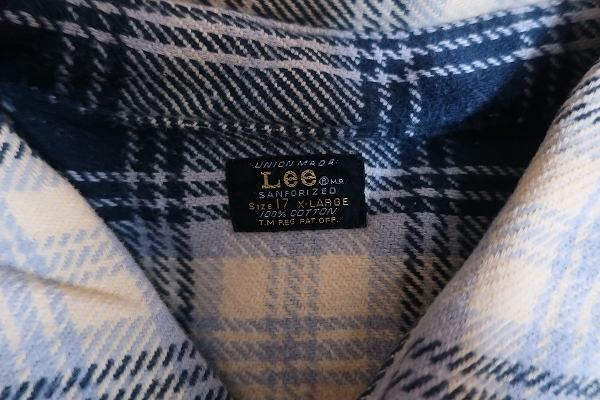 UNION MADE
Lee ® M.R.
SANFORIZED
SIZE 17 X-LARGE
100% COTTON
T.M REG PAT. OFF.